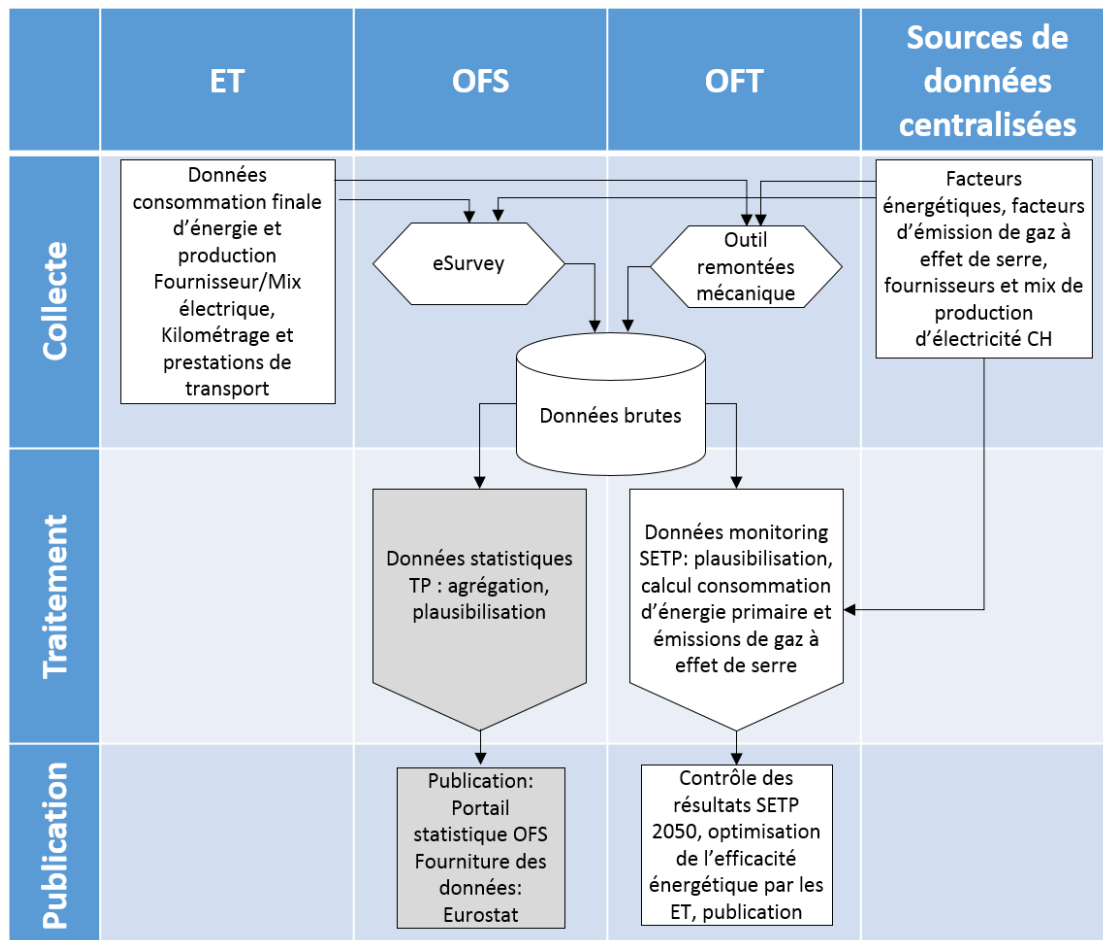 ET
OFS
OFT
Sources de
données
centralisées
Collecte
Données
consommation finale
d’énergie et
production
Fournisseur/Mix
électrique,
Kilométrage et
prestations de
transport
eSurvey
Outil
remontées
mécanique
Facteurs
énergétiques, facteurs
d’émission de gaz à
effet de serre,
fournisseurs et mix de
production
d’électricité CH
Données brutes
Traitement
Données statistiques
TP : agrégation,
plausibilisation
Données monitoring
SETP: plausibilisation,
calcul consommation
d’énergie primaire et
émissions de gaz à
effet de serre
Publication
Publication:
Portail
statistique OFS
Fourniture des
données:
Eurostat
Contrôle des
résultats SETP
2050, optimisation
de l’efficacité
énergétique par les
ET, publication